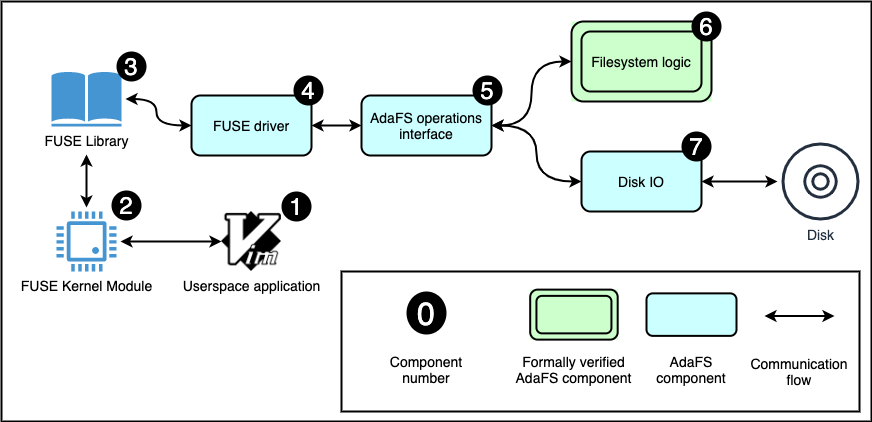 3
FUSE Library
4
FUSE driver
5
AdaFS operations
interface
6
Filesystem logic
7
Disk IO
Disk
2
FUSE Kernel Module
1
Vim
Userspace application
0
Component
number
Formally verified
AdaFS component
AdaFS
component
Communication
flow